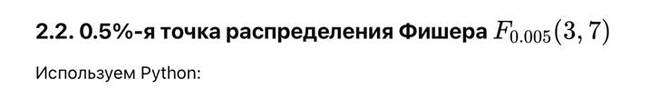 2.2. 0.5%-я точка распределения Фишера F₀.₀₀₅(3, 7)
Используем Python: